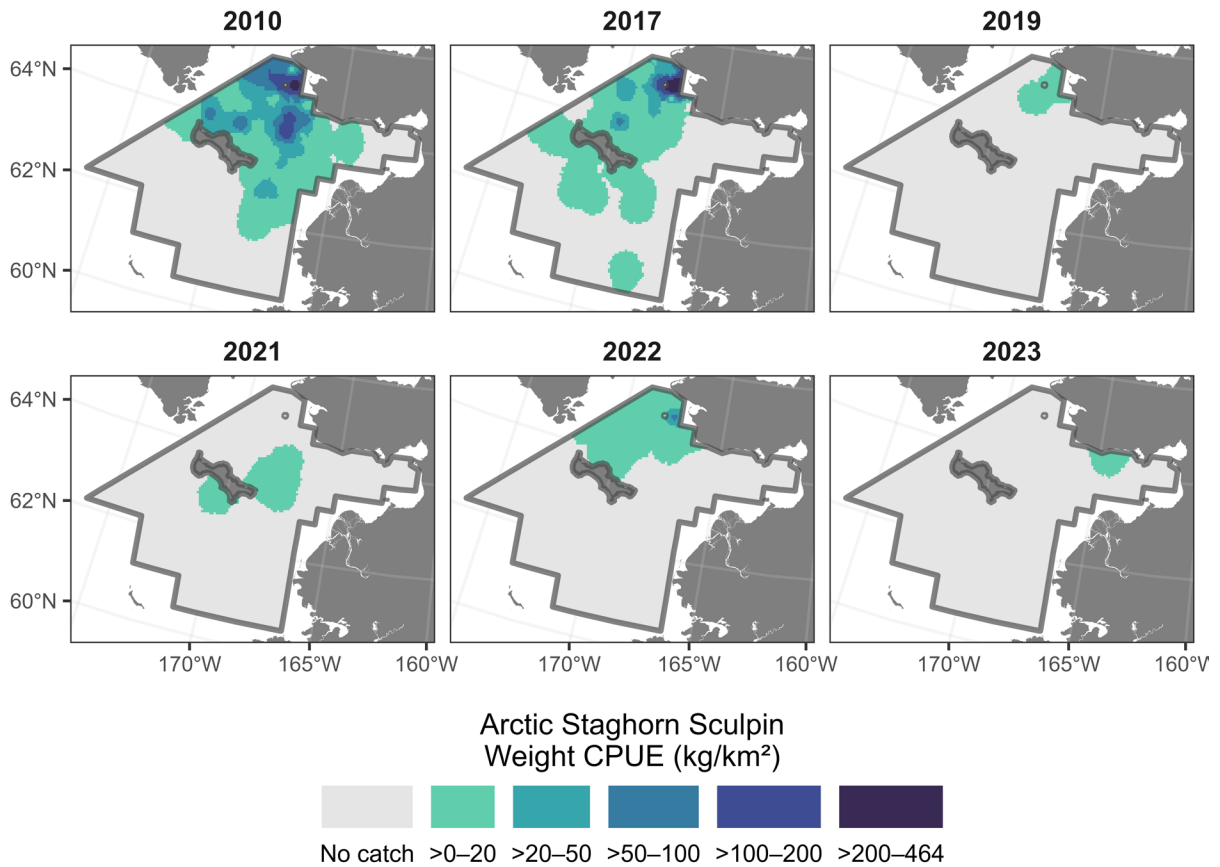 2010 2017 2019
64°N
62°N
60°N
2021 2022 2023
64°N
62°N
60°N
170°W 165°W 160°W 170°W 165°W 160°W 170°W 165°W 160°W
Arctic Staghorn Sculpin
Weight CPUE (kg/km²)
No catch >0–20 >20–50 >50–100 >100–200 >200–464